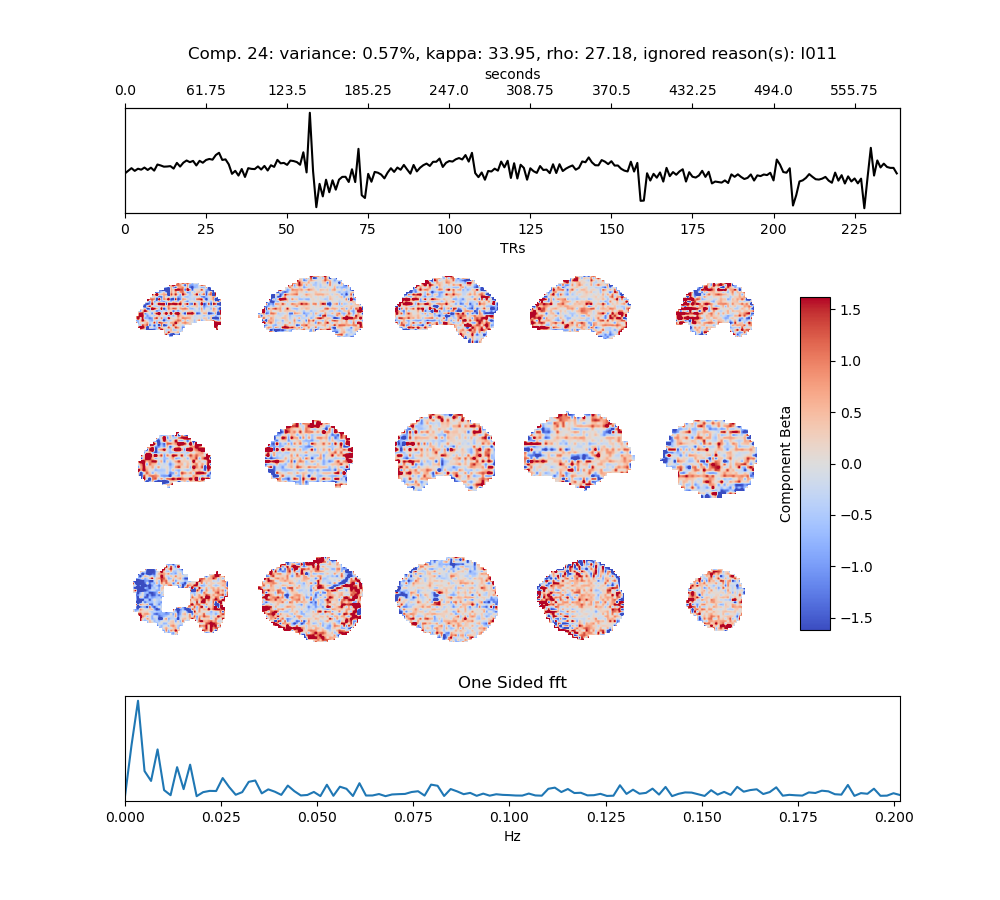 Comp. 24: variance: 0.57%, kappa: 33.95, rho: 27.18, ignored reason(s): I011
seconds
0.0 61.75 123.5 185.25 247.0 308.75 370.5 432.25 494.0 555.75
0 25 50 75 100 125 150 175 200 225
TRs
1.5
1.0
0.5
0.0
−0.5
−1.0
−1.5
Component Beta
One Sided fft
0.000 0.025 0.050 0.075 0.100 0.125 0.150 0.175 0.200
Hz